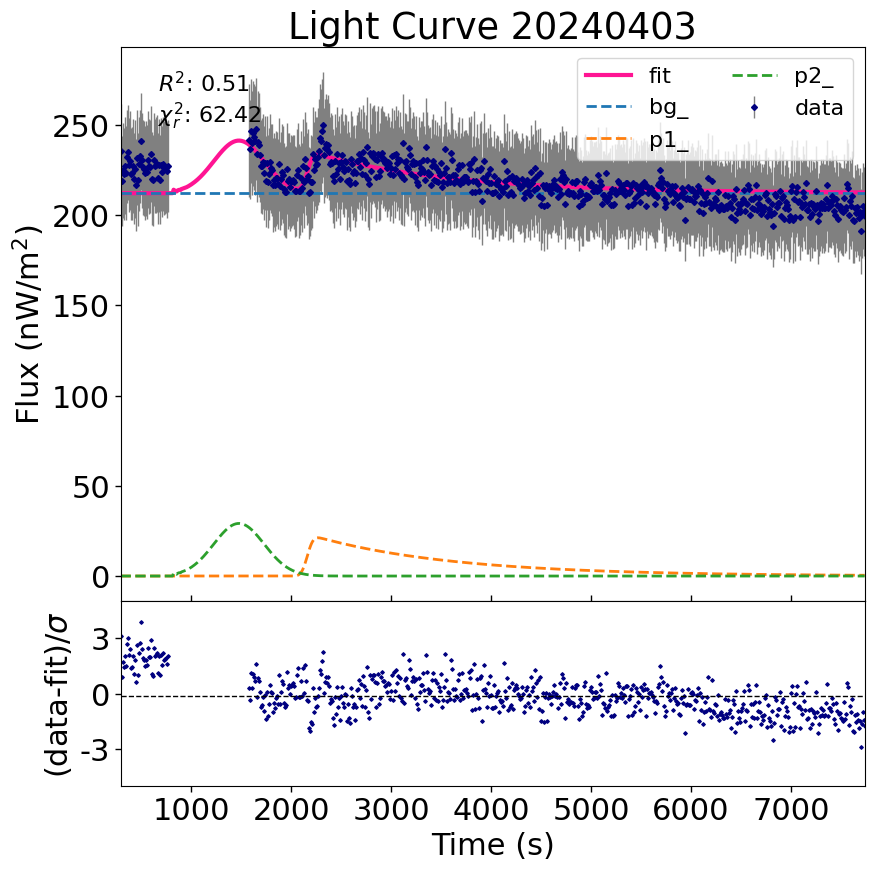 Light Curve 20240403
R²: 0.51
χ²ᵣ: 62.42
fit
bg_
p1_
p2_
data
Flux (nW/m²)
250
200
150
100
50
0
(data-fit)/σ
3
0
-3
1000 2000 3000 4000 5000 6000 7000
Time (s)